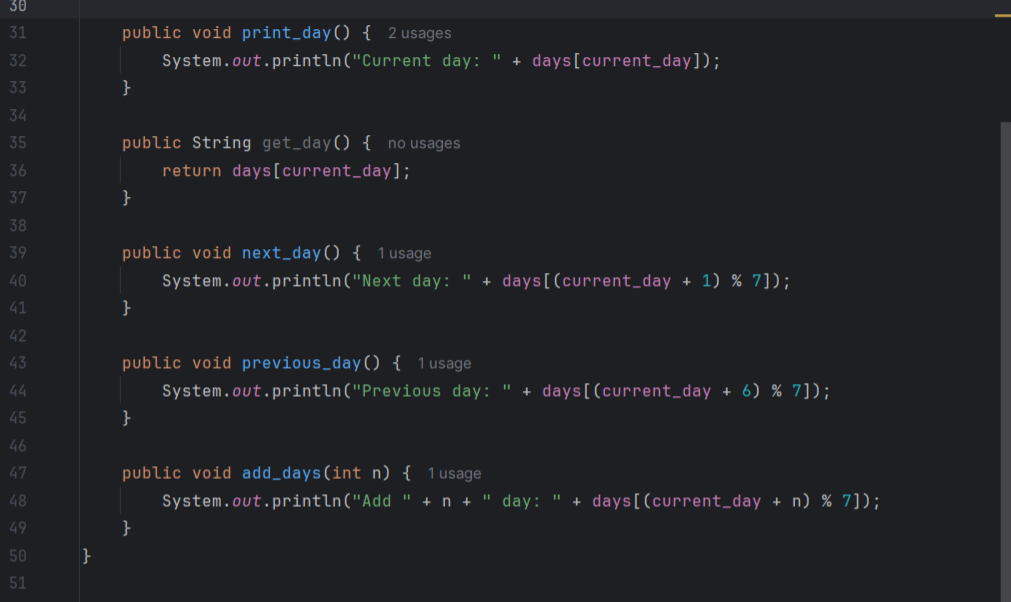 30
31 public void print_day() { 2 usages
32 System.out.println("Current day: " + days[current_day]);
33 }
34
35 public String get_day() { no usages
36 return days[current_day];
37 }
38
39 public void next_day() { 1 usage
40 System.out.println("Next day: " + days[(current_day + 1) % 7]);
41 }
42
43 public void previous_day() { 1 usage
44 System.out.println("Previous day: " + days[(current_day + 6) % 7]);
45 }
46
47 public void add_days(int n) { 1 usage
48 System.out.println("Add " + n + " day: " + days[(current_day + n) % 7]);
49 }
50 }
51